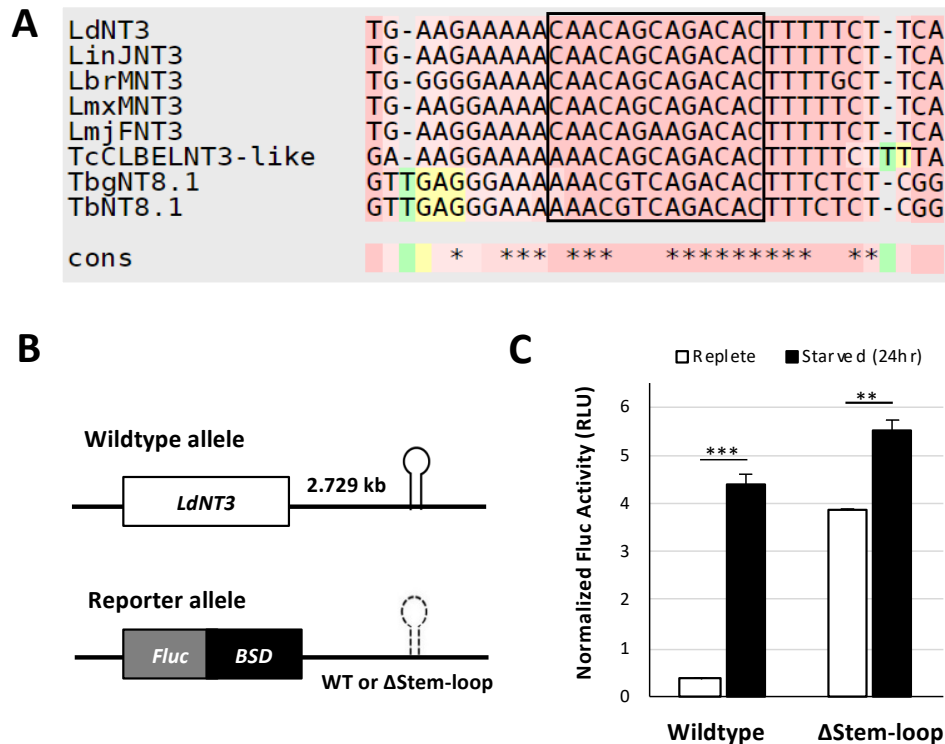 A
LdNT3 TG-AAGAAAAACAACAGCAGACACTTTTTCT-TCA
LinJNT3 TG-AAGAAAAACAACAGCAGACACTTTTTCT-TCA
LbrMNT3 TG-GGGGAAAACAACAGCAGACACTTTTGCT-TCA
LmxMNT3 TG-AAGGAAAACAACAGCAGACACTTTTTCT-TCA
LmjFNT3 TG-AAGGAAAACAACAGAAGACACTTTTTCT-TCA
TcCLBELNT3-like GA-AAGGAAAAAAACAGCAGACACTTTTTCTTTTA
TbgNT8.1 GTTGAGGGAAAAAACGTCAGACACTTTCTCT-CGG
TbNT8.1 GTTGAGGGAAAAAACGTCAGACACTTTCTCT-CGG
cons * *** *** ********* **
B
Wildtype allele
LdNT3
2.729 kb
Reporter allele
Fluc BSD
WT or ΔStem-loop
C
Replete Starved (24hr)
Normalized Fluc Activity (RLU)
6
5
4
3
2
1
0
***
**
Wildtype ΔStem-loop